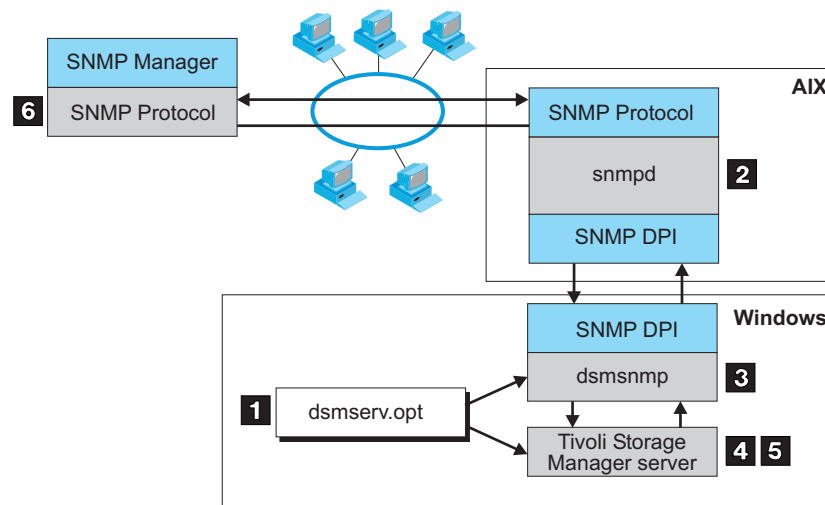 SNMP Manager
SNMP Protocol
6
AIX
SNMP Protocol
snmpd
2
SNMP DPI
Windows
SNMP DPI
dsmsnmp
3
1
dsmserv.opt
Tivoli Storage
Manager server
4 5